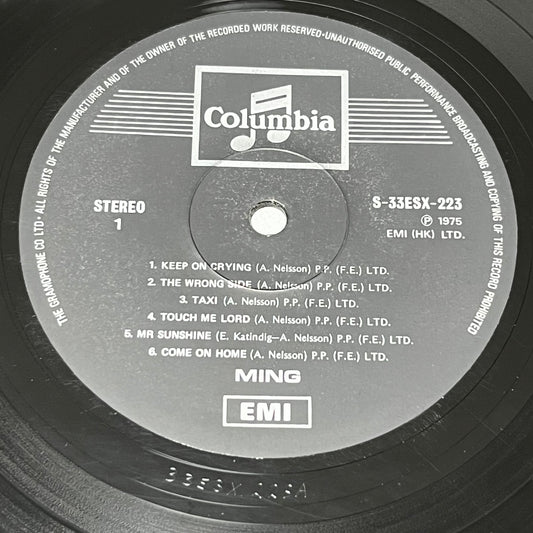 THE GRAMOPHONE CO LTD · ALL RIGHTS OF THE MANUFACTURER AND OF THE OWNER OF THE RECORDED WORK RESERVED · UNAUTHORISED PUBLIC PERFORMANCE BROADCASTING AND COPYING OF THIS RECORD PROHIBITED
Columbia
STEREO
1
S-33ESX-223
Ⓟ 1975
EMI (HK) LTD.
1. KEEP ON CRYING (A. Nelsson) P.P. (F.E.) LTD.
2. THE WRONG SIDE (A. Nelsson) P.P. (F.E.) LTD.
3. TAXI (A. Nelsson) P.P. (F.E.) LTD.
4. TOUCH ME LORD (A. Nelsson) P.P. (F.E.) LTD.
5. MR SUNSHINE (E. Katindig—A. Nelsson) P.P. (F.E.) LTD.
6. COME ON HOME (A. Nelsson) P.P. (F.E.) LTD.
MING
EMI
33ESX 223A